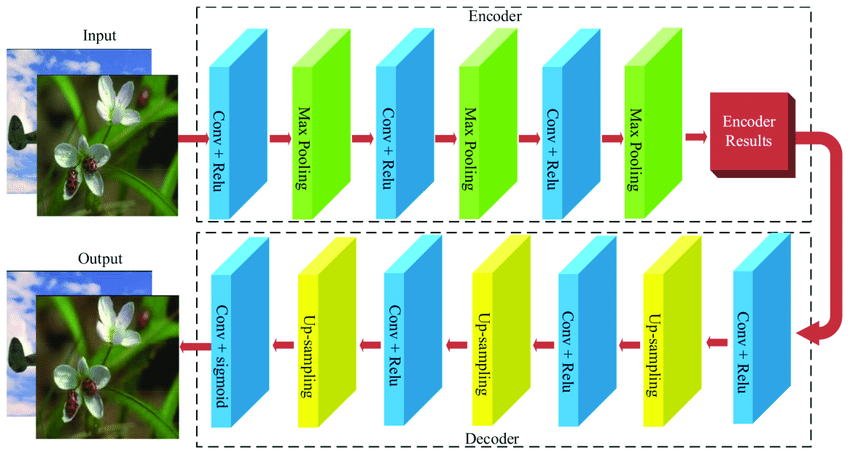 Encoder
Input
Conv + Relu
Max Pooling
Conv + Relu
Max Pooling
Conv + Relu
Max Pooling
Encoder
Results
Output
Conv + sigmoid
Up-sampling
Conv + Relu
Up-sampling
Conv + Relu
Up-sampling
Conv + Relu
Decoder